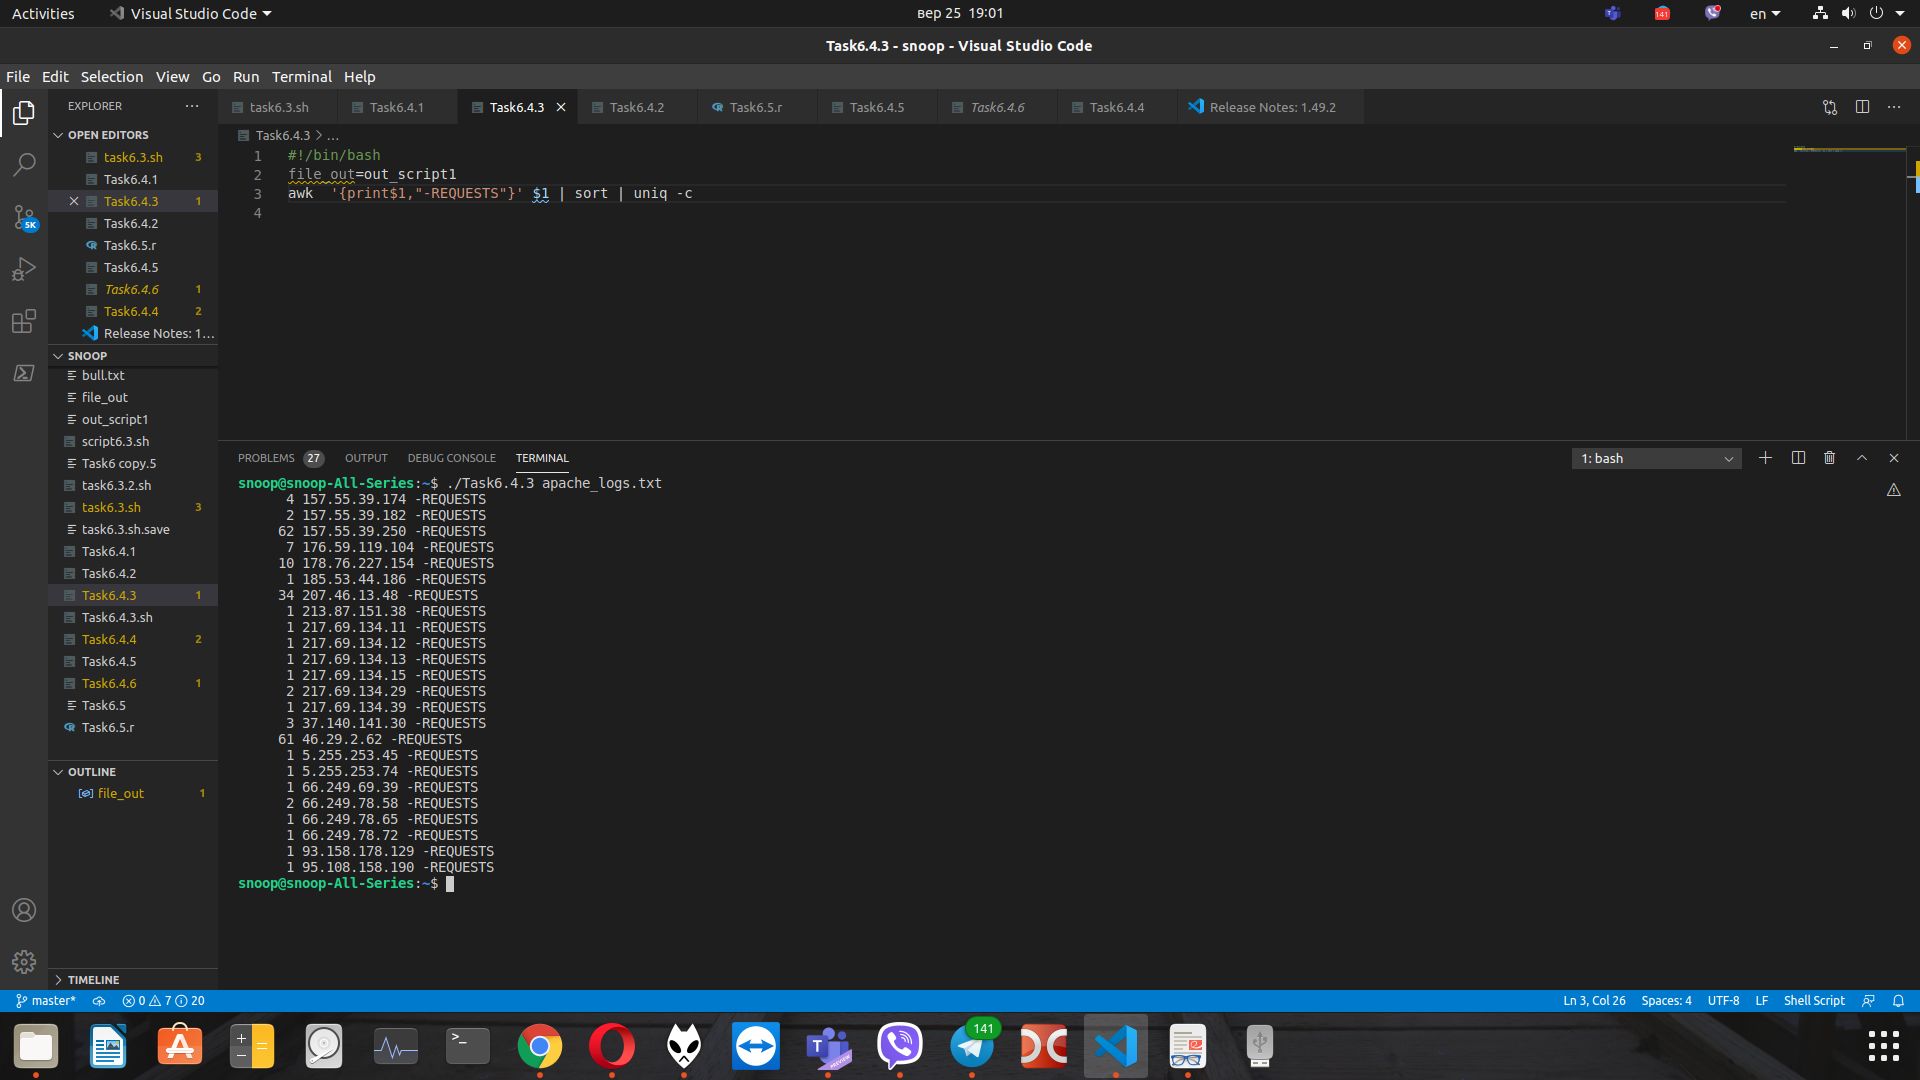 Activities
Visual Studio Code
вер 25 19:01
141
en
Task6.4.3 - snoop - Visual Studio Code
File Edit Selection View Go Run Terminal Help
EXPLORER
task6.3.sh
Task6.4.1
Task6.4.3
Task6.4.2
Task6.5.r
Task6.4.5
Task6.4.6
Task6.4.4
Release Notes: 1.49.2
OPEN EDITORS
task6.3.sh 3
Task6.4.1
Task6.4.3 1
Task6.4.2
Task6.5.r
Task6.4.5
Task6.4.6 1
Task6.4.4 2
Release Notes: 1...
5K
SNOOP
bull.txt
file_out
out_script1
script6.3.sh
Task6 copy.5
task6.3.2.sh
task6.3.sh 3
task6.3.sh.save
Task6.4.1
Task6.4.2
Task6.4.3 1
Task6.4.3.sh
Task6.4.4 2
Task6.4.5
Task6.4.6 1
Task6.5
Task6.5.r
OUTLINE
file_out 1
TIMELINE
Task6.4.3 > ...
1 #!/bin/bash
2 file_out=out_script1
3 awk  '{print$1,"-REQUESTS"}' $1 | sort | uniq -c
4
PROBLEMS 27 OUTPUT DEBUG CONSOLE TERMINAL
1: bash
snoop@snoop-All-Series:~$ ./Task6.4.3 apache_logs.txt
4 157.55.39.174 -REQUESTS
2 157.55.39.182 -REQUESTS
62 157.55.39.250 -REQUESTS
7 176.59.119.104 -REQUESTS
10 178.76.227.154 -REQUESTS
1 185.53.44.186 -REQUESTS
34 207.46.13.48 -REQUESTS
1 213.87.151.38 -REQUESTS
1 217.69.134.11 -REQUESTS
1 217.69.134.12 -REQUESTS
1 217.69.134.13 -REQUESTS
1 217.69.134.15 -REQUESTS
2 217.69.134.29 -REQUESTS
1 217.69.134.39 -REQUESTS
3 37.140.141.30 -REQUESTS
61 46.29.2.62 -REQUESTS
1 5.255.253.45 -REQUESTS
1 5.255.253.74 -REQUESTS
1 66.249.69.39 -REQUESTS
2 66.249.78.58 -REQUESTS
1 66.249.78.65 -REQUESTS
1 66.249.78.72 -REQUESTS
1 93.158.178.129 -REQUESTS
1 95.108.158.190 -REQUESTS
snoop@snoop-All-Series:~$
master* 0 7 20
Ln 3, Col 26 Spaces: 4 UTF-8 LF Shell Script
141
PREVIEW